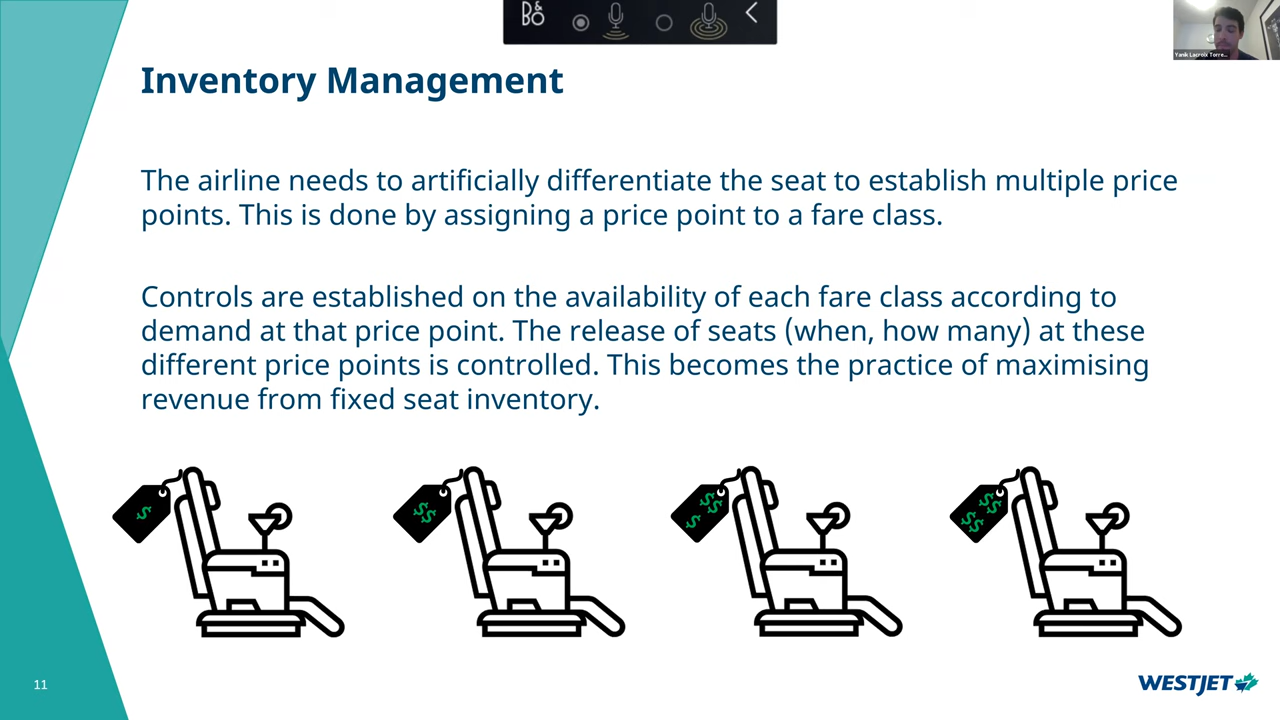 B&O
Yanik Lacroix Torre...
Inventory Management
The airline needs to artificially differentiate the seat to establish multiple price
points. This is done by assigning a price point to a fare class.
Controls are established on the availability of each fare class according to
demand at that price point. The release of seats (when, how many) at these
different price points is controlled. This becomes the practice of maximising
revenue from fixed seat inventory.
$ $$ $$$ $$$$
11
WESTJET